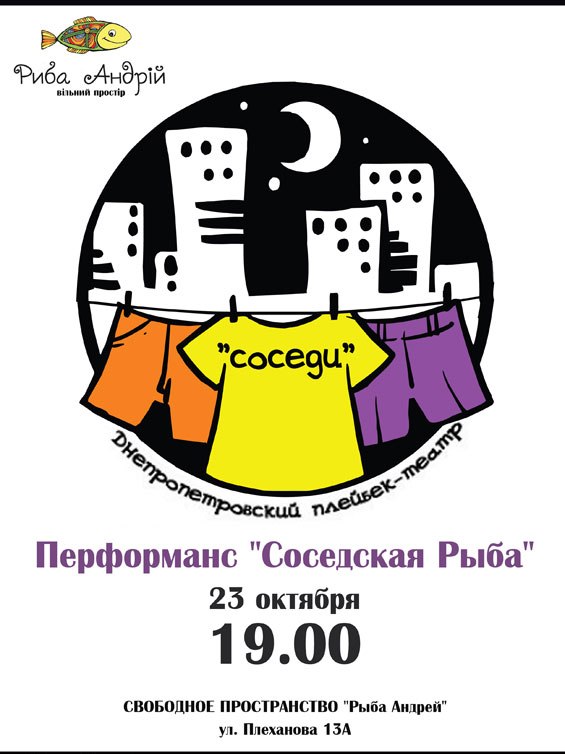 Риба Андрій
вільний простір
"соседи"
Днепропетровский плейбек-театр
Перформанс "Соседская Рыба"
23 октября
19.00
СВОБОДНОЕ ПРОСТРАНСТВО "Рыба Андрей"
ул. Плеханова 13А